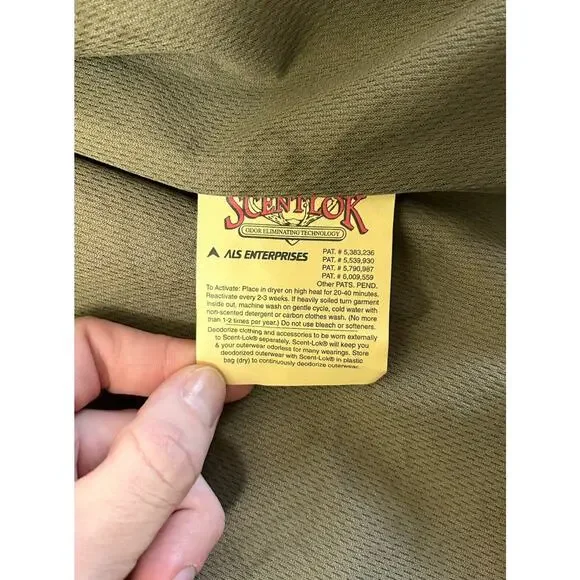 SCENT-LOK
ODOR ELIMINATING TECHNOLOGY
ALS ENTERPRISES
PAT. # 5,383,236
PAT. # 5,539,930
PAT. # 5,790,987
PAT. # 6,009,559
Other PATS. PEND.
To Activate: Place in dryer on high heat for 20-40 minutes.
Reactivate every 2-3 weeks. If heavily soiled turn garment
inside out, machine wash on gentle cycle, cold water with
non-scented detergent or carbon clothes wash. (No more
than 1-2 times per year.) Do not use bleach or softeners.
Deodorize clothing and accessories to be worn externally
to Scent-Lok® separately. Scent-Lok® will keep you
& your outerwear odorless for many wearings. Store
deodorized outerwear with Scent-Lok® in plastic
bag (dry) to continuously deodorize outerwear.